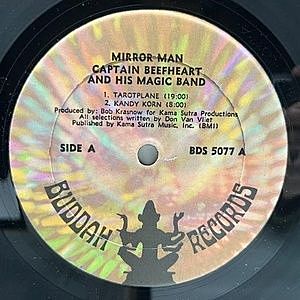 MIRROR MAN
CAPTAIN BEEFHEART
AND HIS MAGIC BAND
1. TAROTPLANE (19:00)
2. KANDY KORN (8:00)
Produced by: Bob Krasnow for Kama Sutra Productions
All selections written by Don Van Vliet
Published by Kama Sutra Music, Inc. (BMI)
SIDE A BDS 5077 A
BUDDAH RECORDS